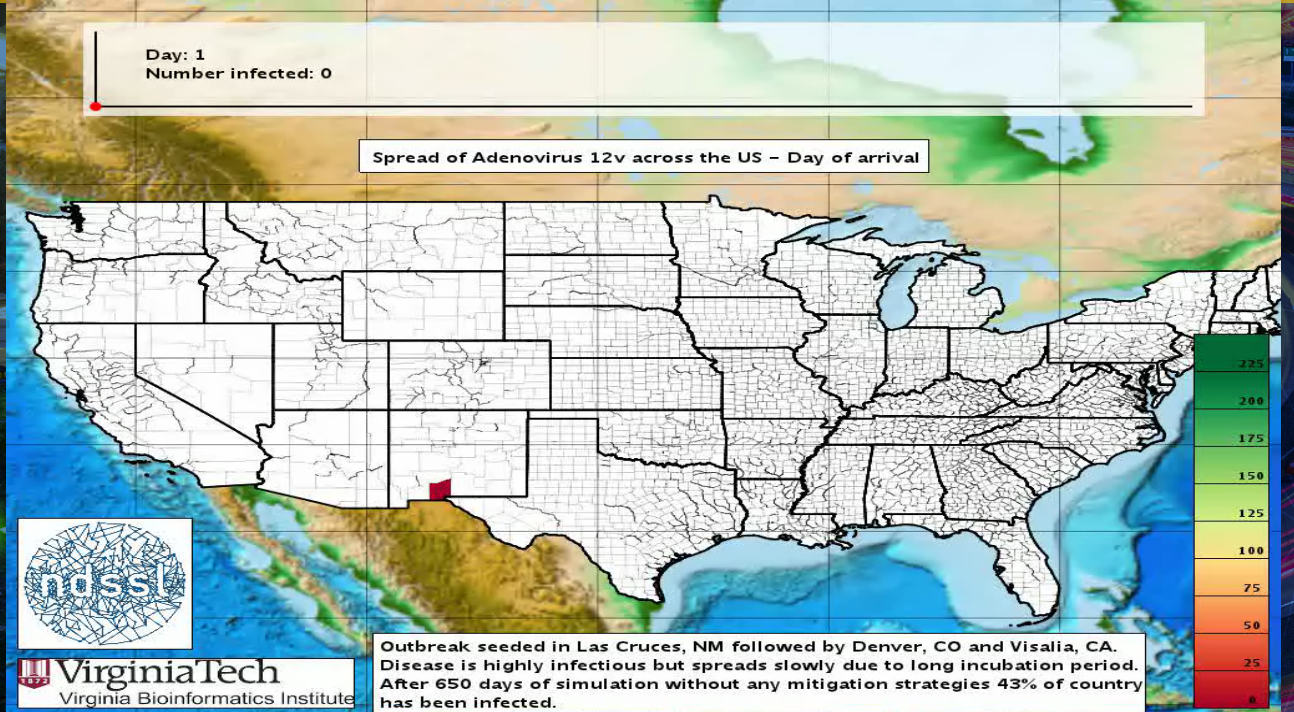 Day: 1
Number infected: 0
Spread of Adenovirus 12v across the US – Day of arrival
225
200
175
150
125
100
75
50
25
0
ndssl
1872
VirginiaTech
Virginia Bioinformatics Institute
Outbreak seeded in Las Cruces, NM followed by Denver, CO and Visalia, CA.
Disease is highly infectious but spreads slowly due to long incubation period.
After 650 days of simulation without any mitigation strategies 43% of country
has been infected.